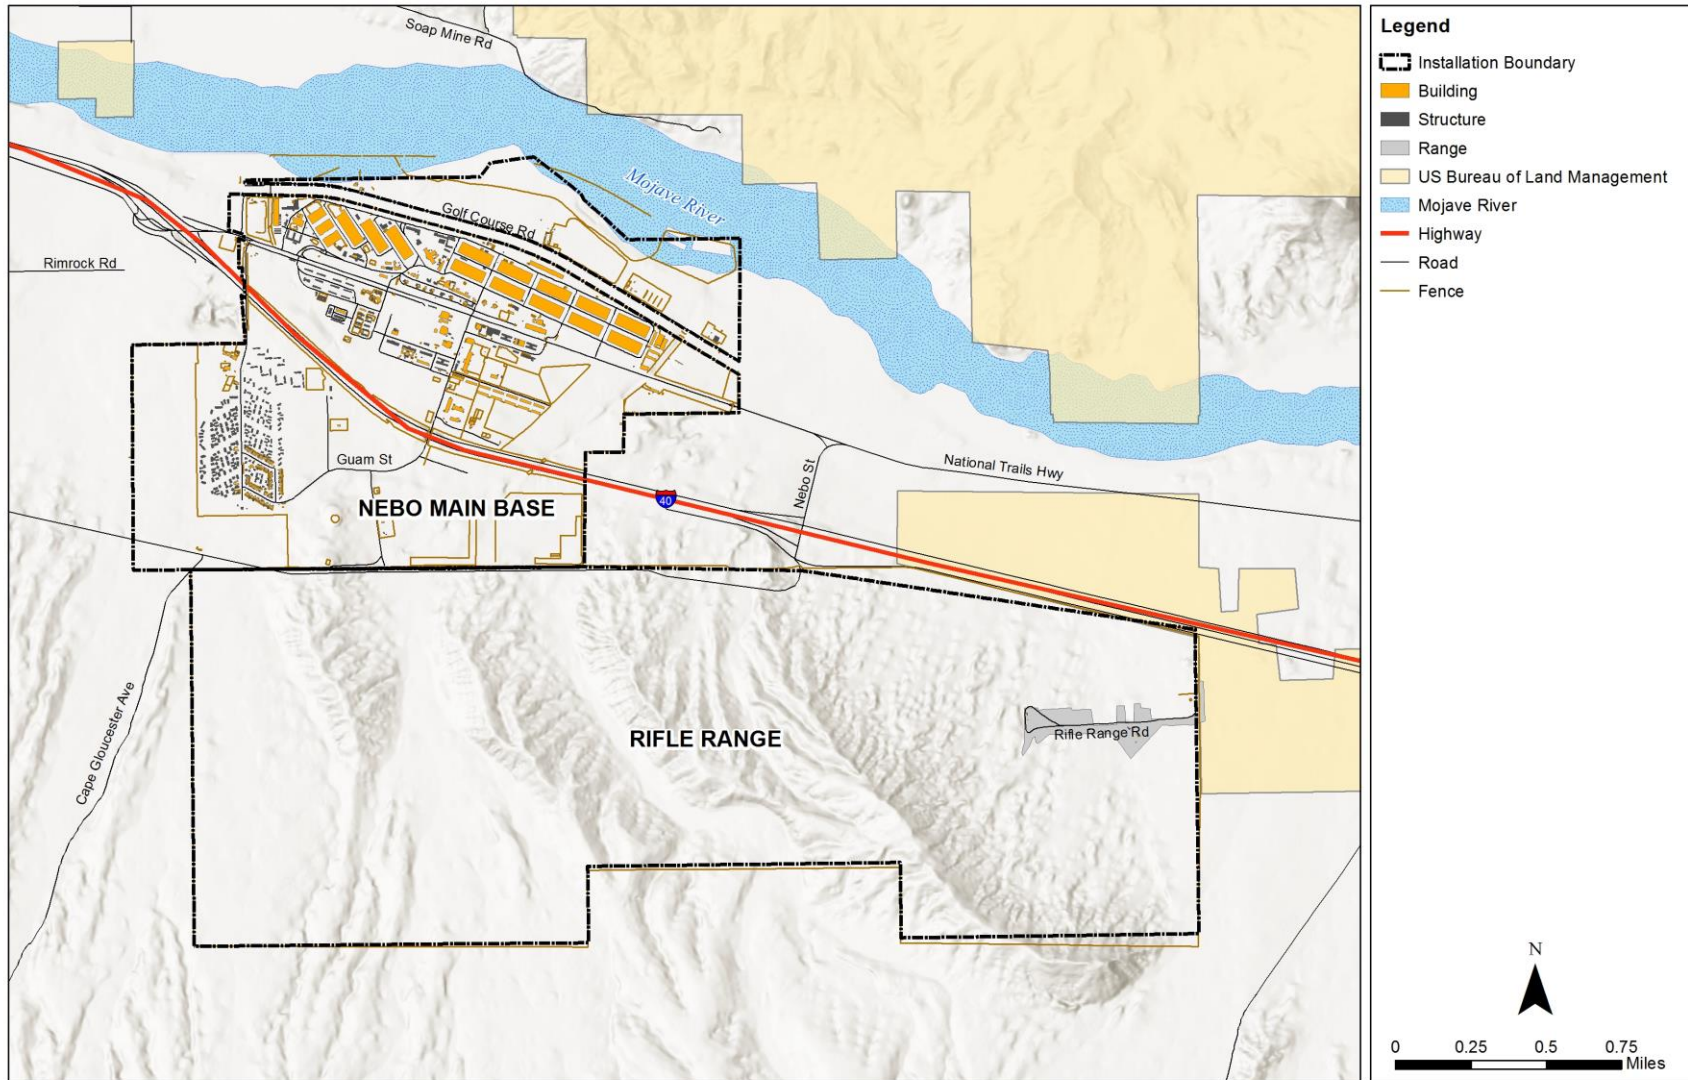 Soap Mine Rd
Mojave River
Golf Course Rd
Rimrock Rd
Guam St
NEBO MAIN BASE
40
Nebo St
National Trails Hwy
Cape Gloucester Ave
RIFLE RANGE
Rifle Range Rd
Legend
Installation Boundary
Building
Structure
Range
US Bureau of Land Management
Mojave River
Highway
Road
Fence
N
0 0.25 0.5 0.75
Miles